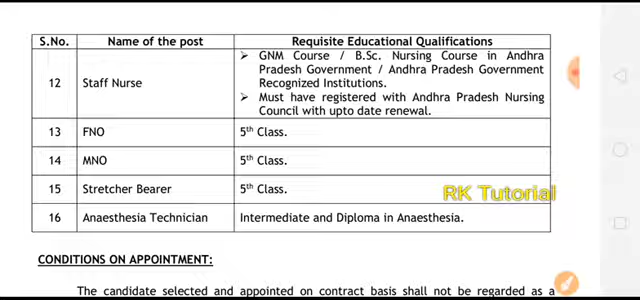 S.No. Name of the post Requisite Educational Qualifications
➢ GNM Course / B.Sc. Nursing Course in Andhra
Pradesh Government / Andhra Pradesh Government
12 Staff Nurse Recognized Institutions.
➢ Must have registered with Andhra Pradesh Nursing
Council with upto date renewal.
13 FNO 5th Class.
14 MNO 5th Class.
15 Stretcher Bearer 5th Class.
RK Tutorial
16 Anaesthesia Technician Intermediate and Diploma in Anaesthesia.
CONDITIONS ON APPOINTMENT:
The candidate selected and appointed on contract basis shall not be regarded as a